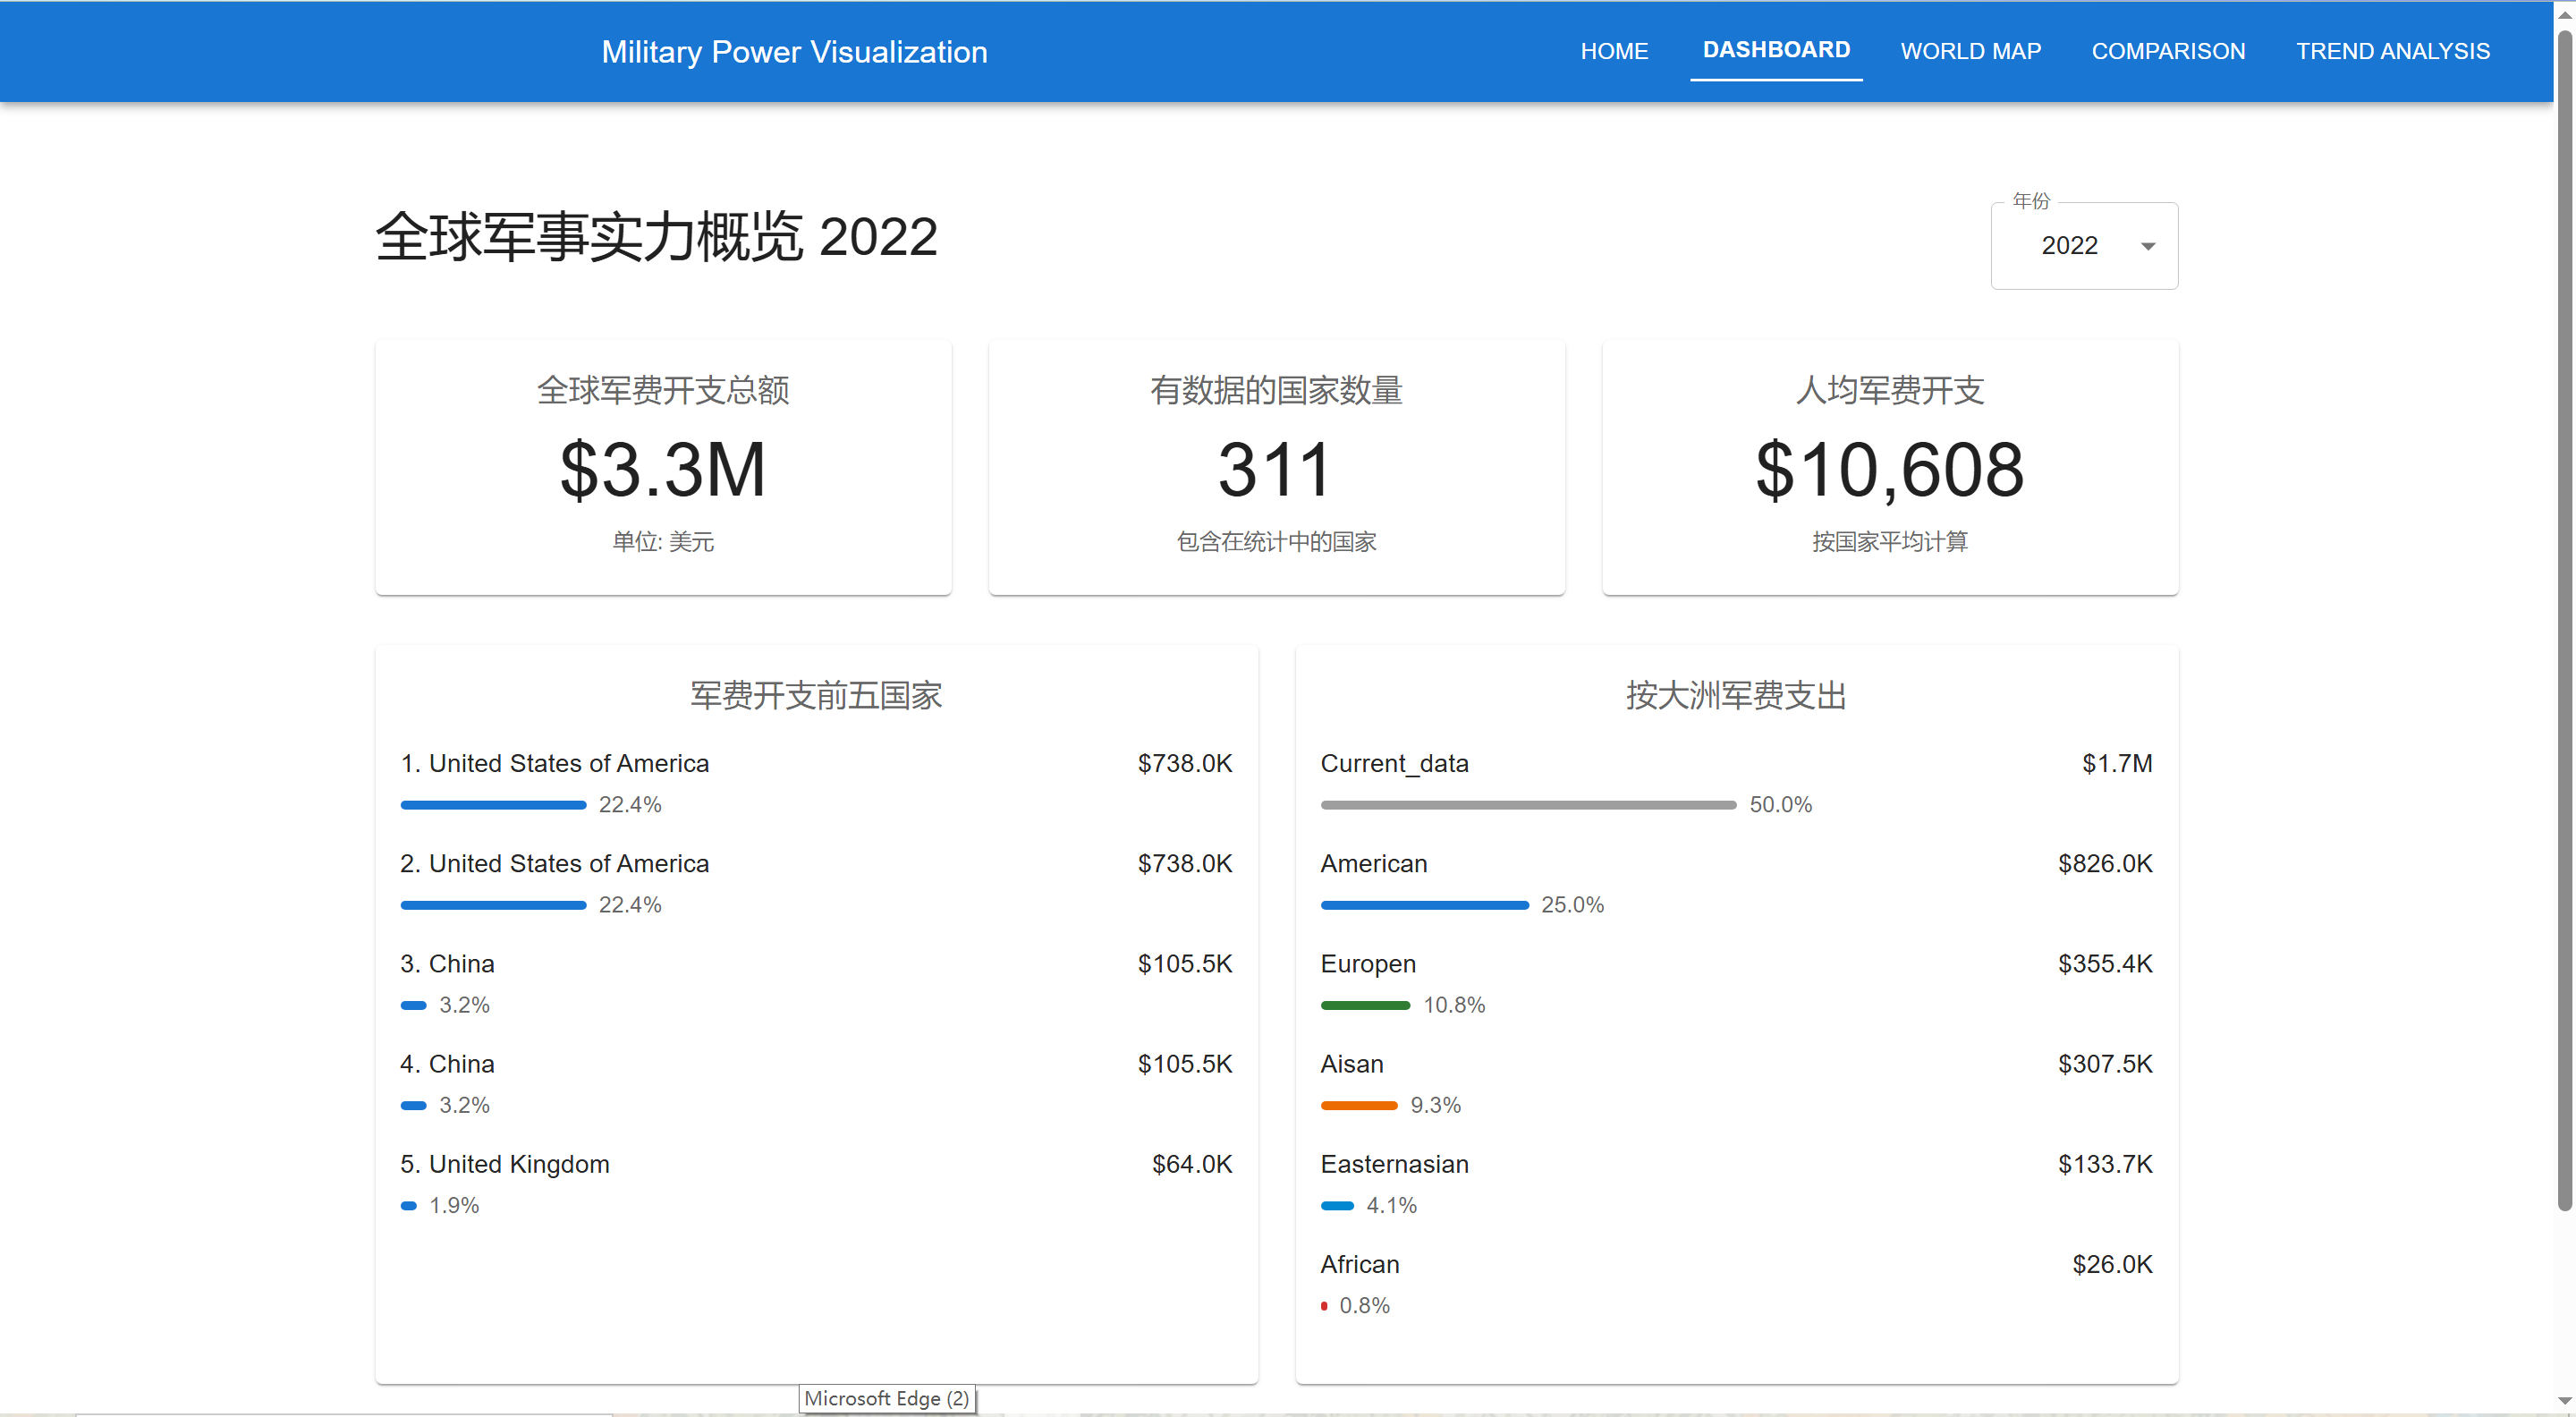 Military Power Visualization
HOME
DASHBOARD
WORLD MAP
COMPARISON
TREND ANALYSIS
全球军事实力概览 2022
年份
2022
全球军费开支总额
$3.3M
单位: 美元
有数据的国家数量
311
包含在统计中的国家
人均军费开支
$10,608
按国家平均计算
军费开支前五国家
1. United States of America $738.0K
22.4%
2. United States of America $738.0K
22.4%
3. China $105.5K
3.2%
4. China $105.5K
3.2%
5. United Kingdom $64.0K
1.9%
按大洲军费支出
Current_data $1.7M
50.0%
American $826.0K
25.0%
Europen $355.4K
10.8%
Aisan $307.5K
9.3%
Easternasian $133.7K
4.1%
African $26.0K
0.8%
Microsoft Edge (2)